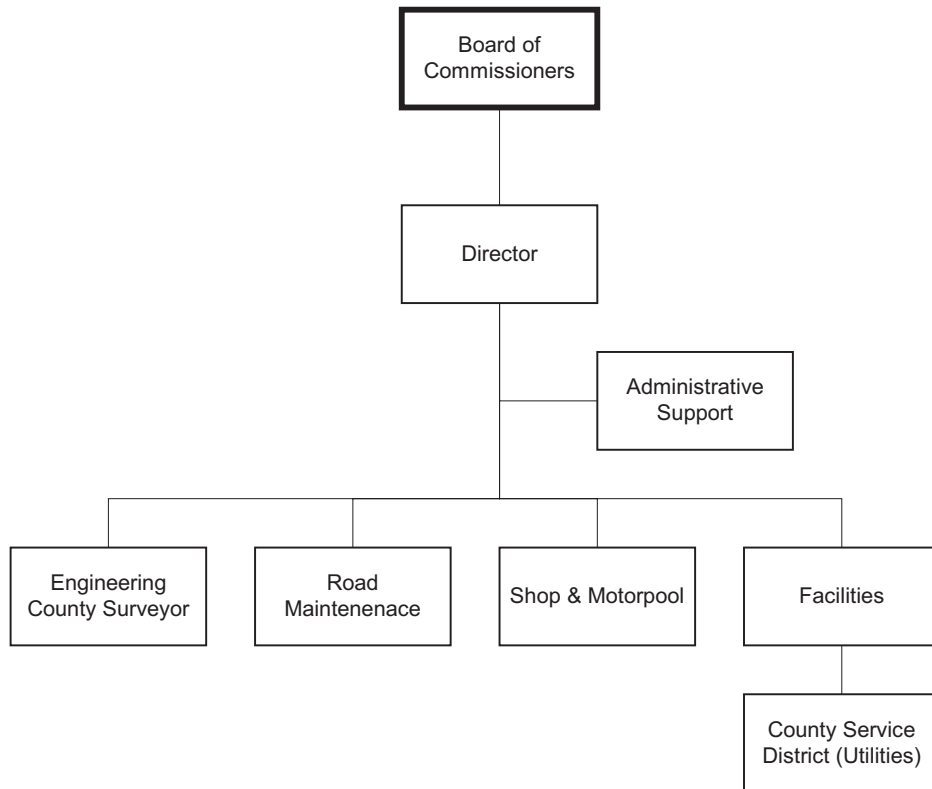 Board of
Commissioners
Director
Administrative
Support
Engineering
County Surveyor
Road
Maintenenace
Shop & Motorpool
Facilities
County Service
District (Utilities)